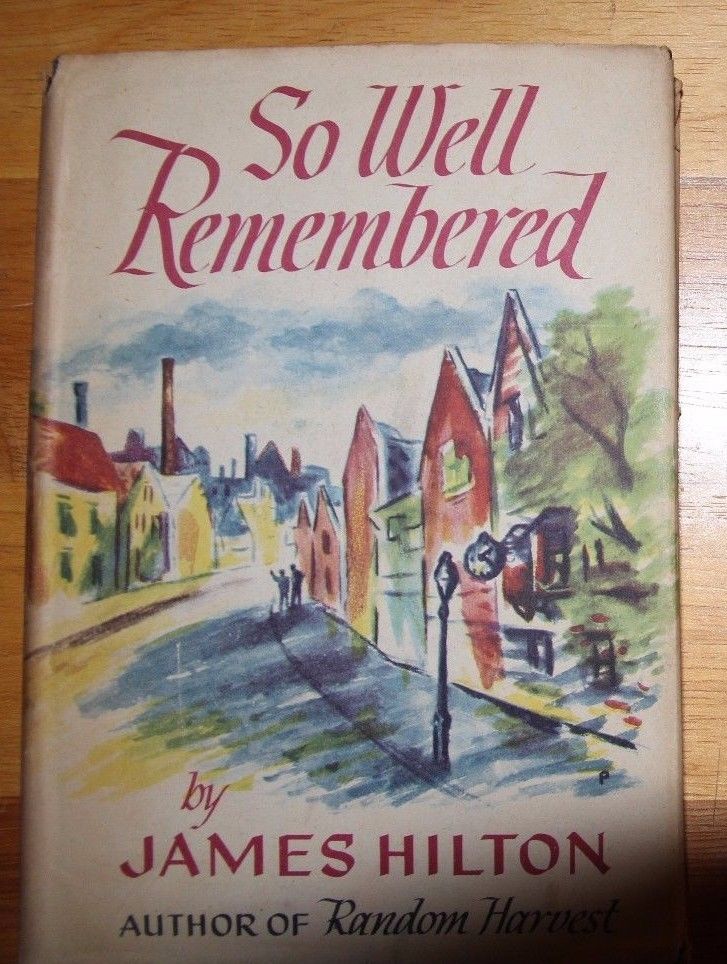 So Well
Remembered
P
by
JAMES HILTON
AUTHOR OF Random Harvest